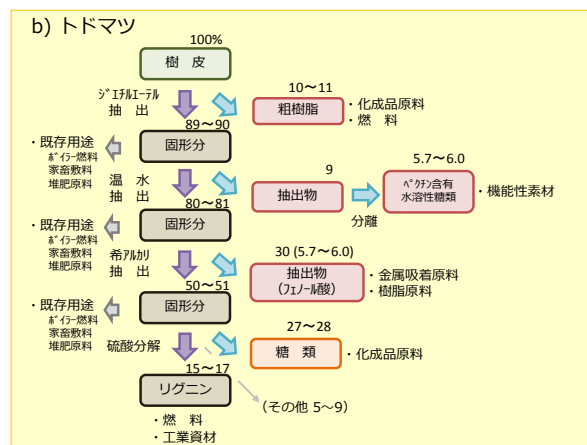 b) トドマツ
100%
樹 皮
ｼﾞｴﾁﾙｴｰﾃﾙ
抽 出
10～11
粗樹脂
・化成品原料
・燃 料
89～90
固形分
・既存用途
ﾎﾞｲﾗｰ燃料
家畜敷料
堆肥原料
温 水
抽 出
9
抽出物
分離
5.7～6.0
ﾍﾟｸﾁﾝ含有
水溶性糖類
・機能性素材
80～81
固形分
・既存用途
ﾎﾞｲﾗｰ燃料
家畜敷料
堆肥原料
希ｱﾙｶﾘ
抽 出
30 (5.7～6.0)
抽出物
(ﾌｪﾉｰﾙ酸)
・金属吸着原料
・樹脂原料
50～51
固形分
・既存用途
ﾎﾞｲﾗｰ燃料
家畜敷料
堆肥原料
硫酸分解
27～28
糖 類
・化成品原料
15～17
リグニン
（その他 5～9）
・燃 料
・工業資材